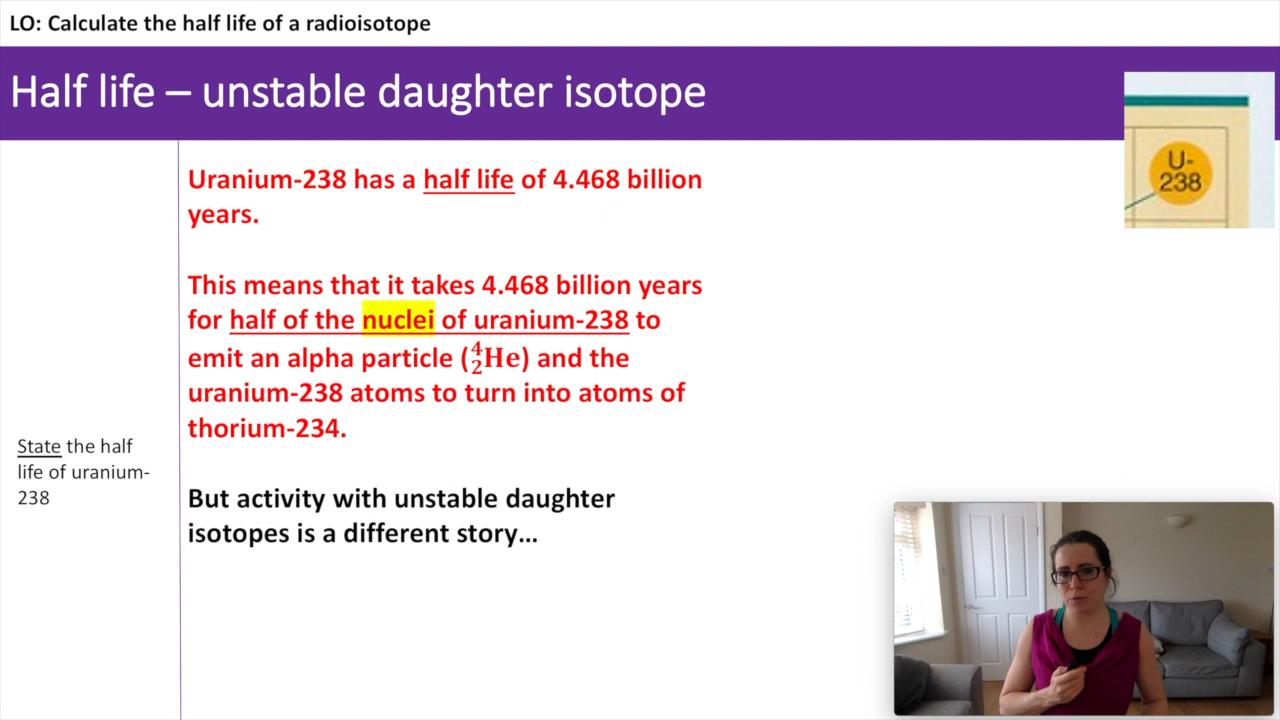 LO: Calculate the half life of a radioisotope
Half life – unstable daughter isotope
U-
238
Uranium-238 has a half life of 4.468 billion
years.
This means that it takes 4.468 billion years
for half of the nuclei of uranium-238 to
emit an alpha particle (⁴₂He) and the
uranium-238 atoms to turn into atoms of
thorium-234.
State the half
life of uranium-
238
But activity with unstable daughter
isotopes is a different story...